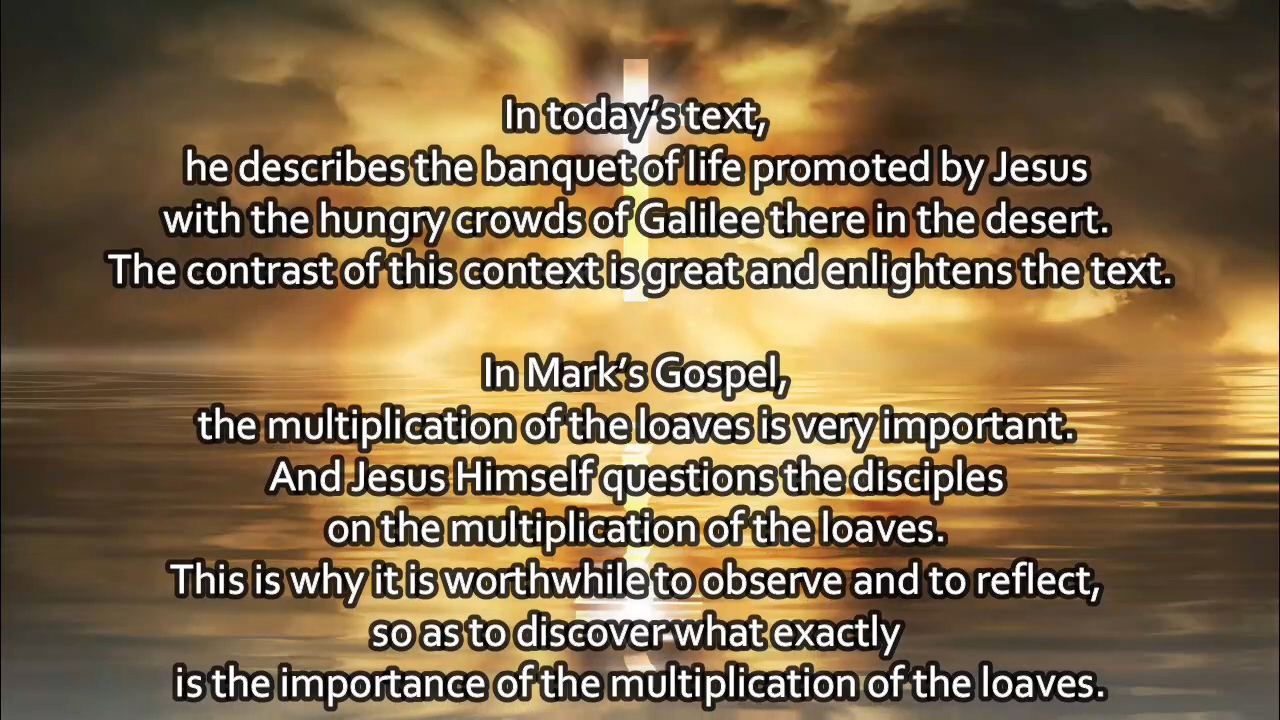 In today's text,
he describes the banquet of life promoted by Jesus
with the hungry crowds of Galilee there in the desert.
The contrast of this context is great and enlightens the text.
In Mark's Gospel,
the multiplication of the loaves is very important.
And Jesus Himself questions the disciples
on the multiplication of the loaves.
This is why it is worthwhile to observe and to reflect,
so as to discover what exactly
is the importance of the multiplication of the loaves.